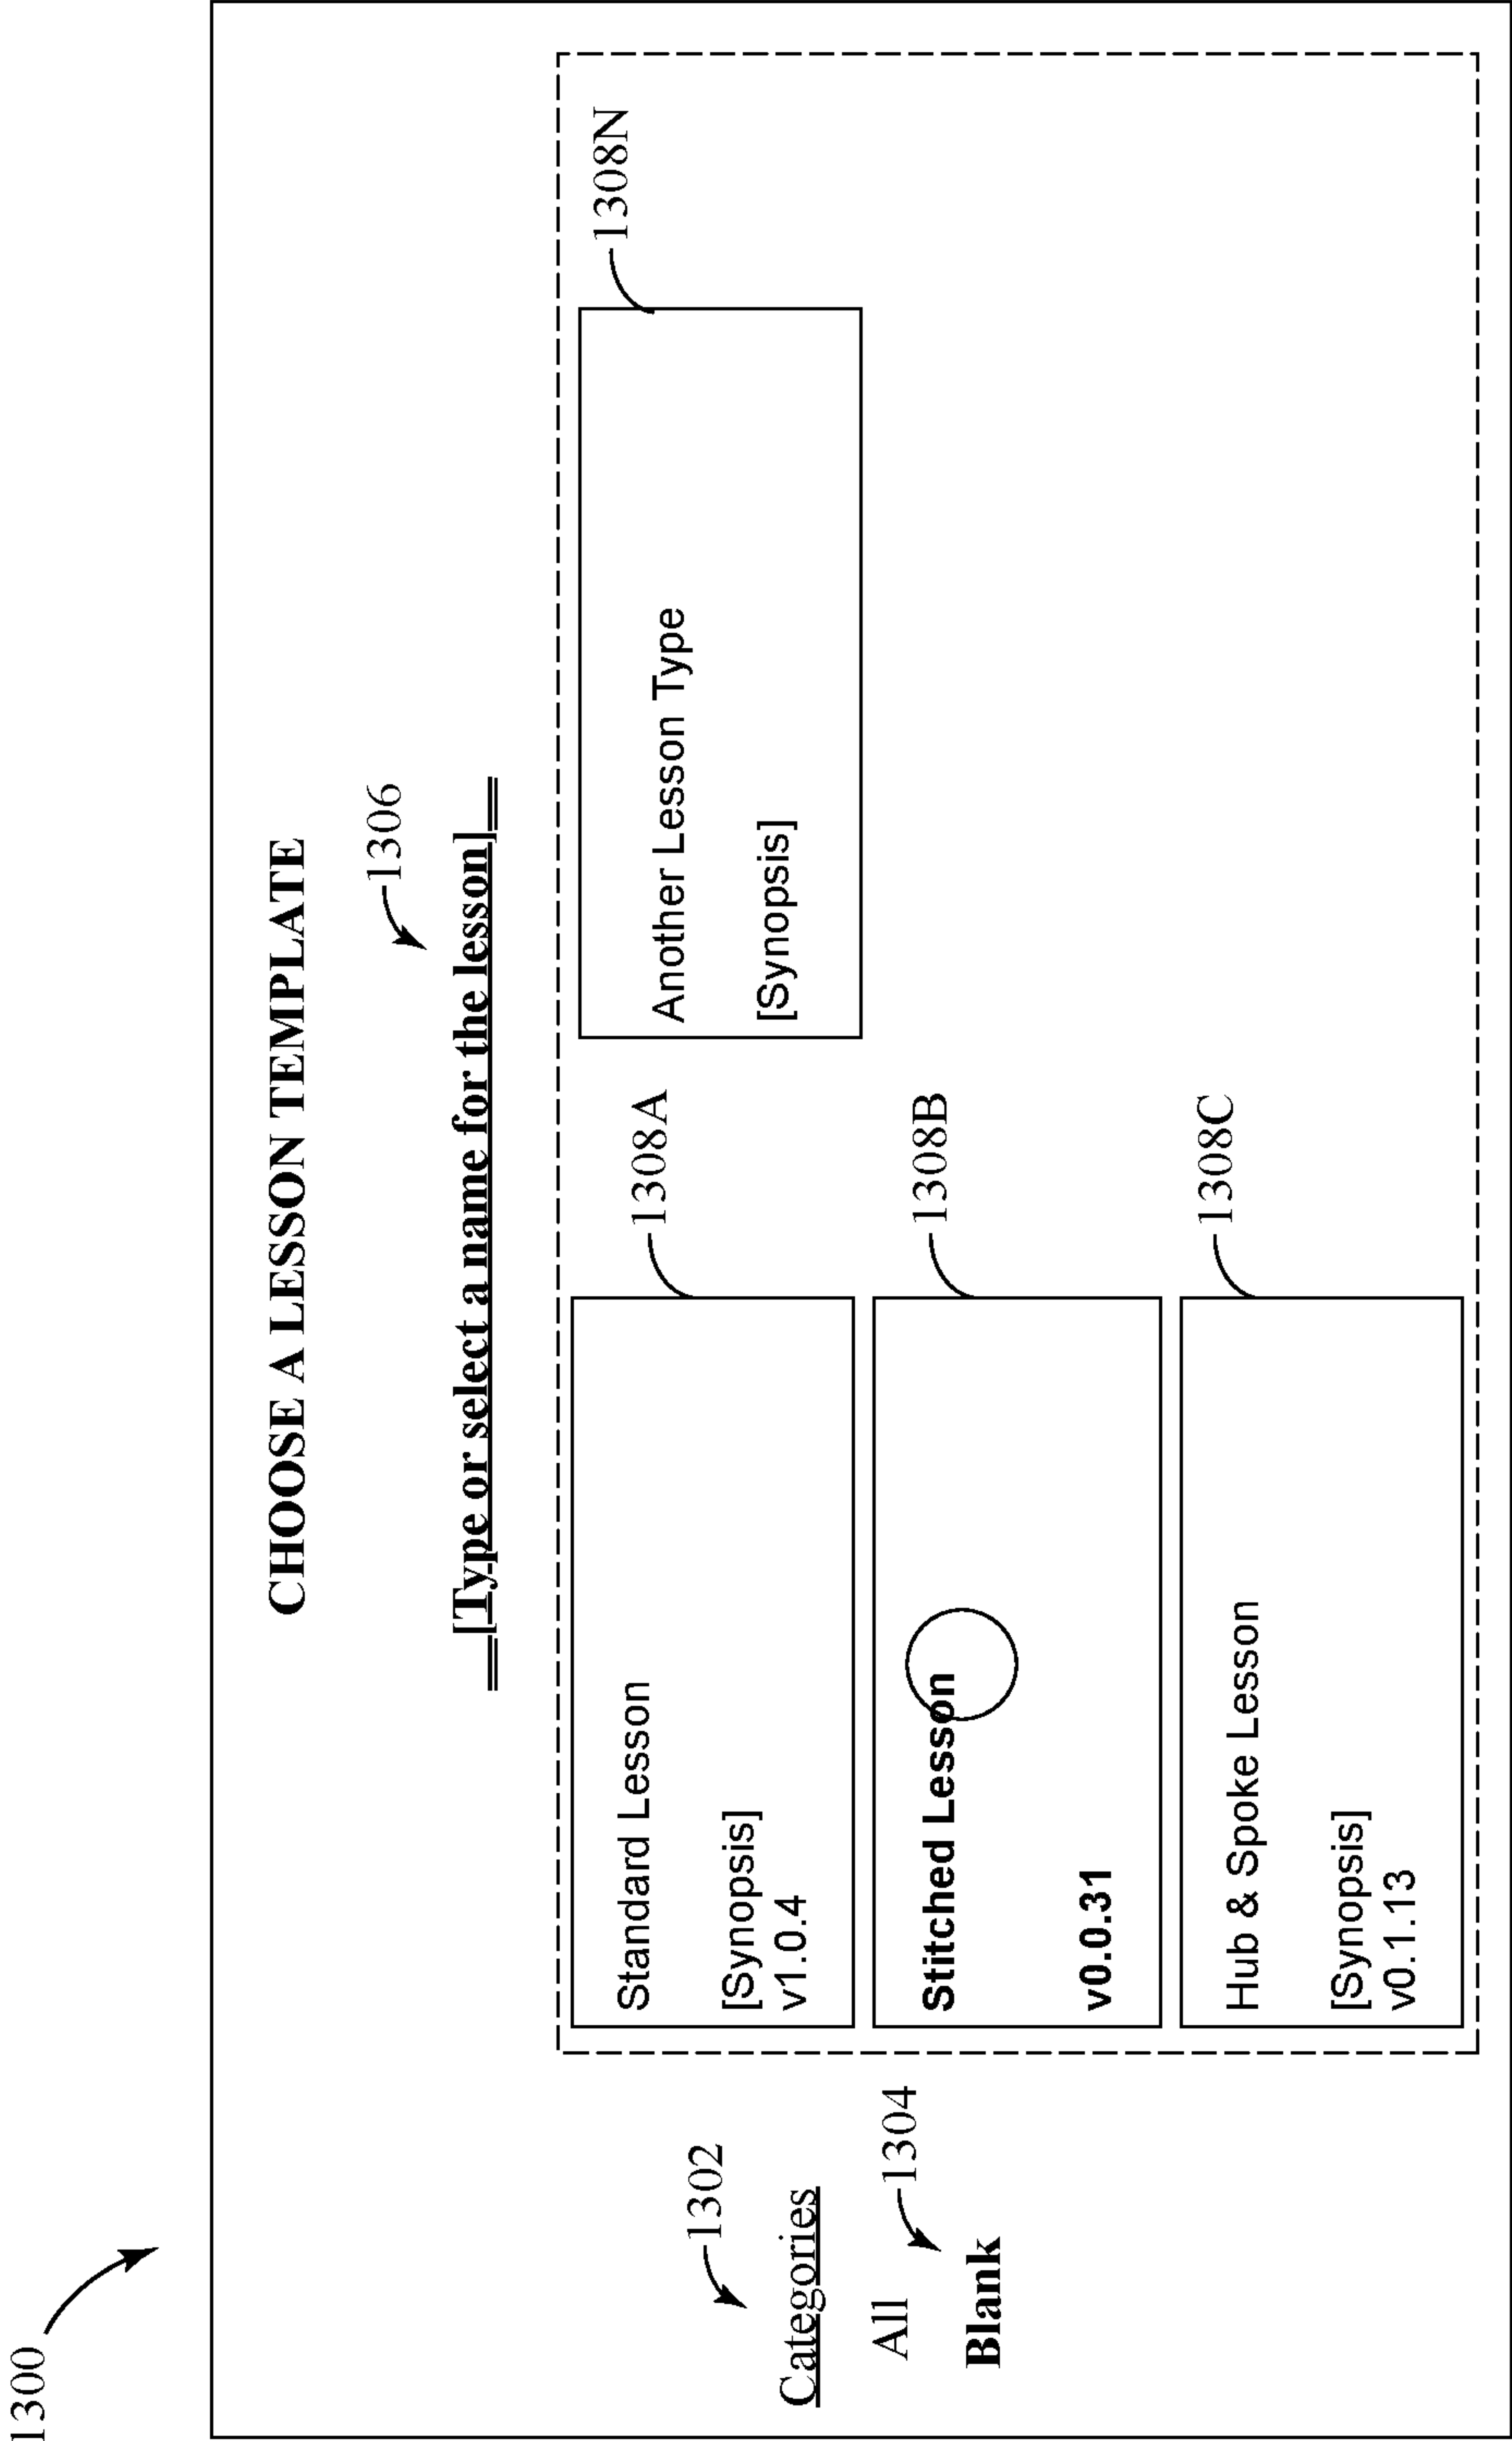 1300
CHOOSE A LESSON TEMPLATE
1306
[Type or select a name for the lesson]
1302
Categories
All
1304
Blank
Standard Lesson
[Synopsis]
v1.0.4
1308A
Another Lesson Type
[Synopsis]
1308N
Stitched Lesson
v0.0.31
1308B
Hub & Spoke Lesson
[Synopsis]
v0.1.13
1308C